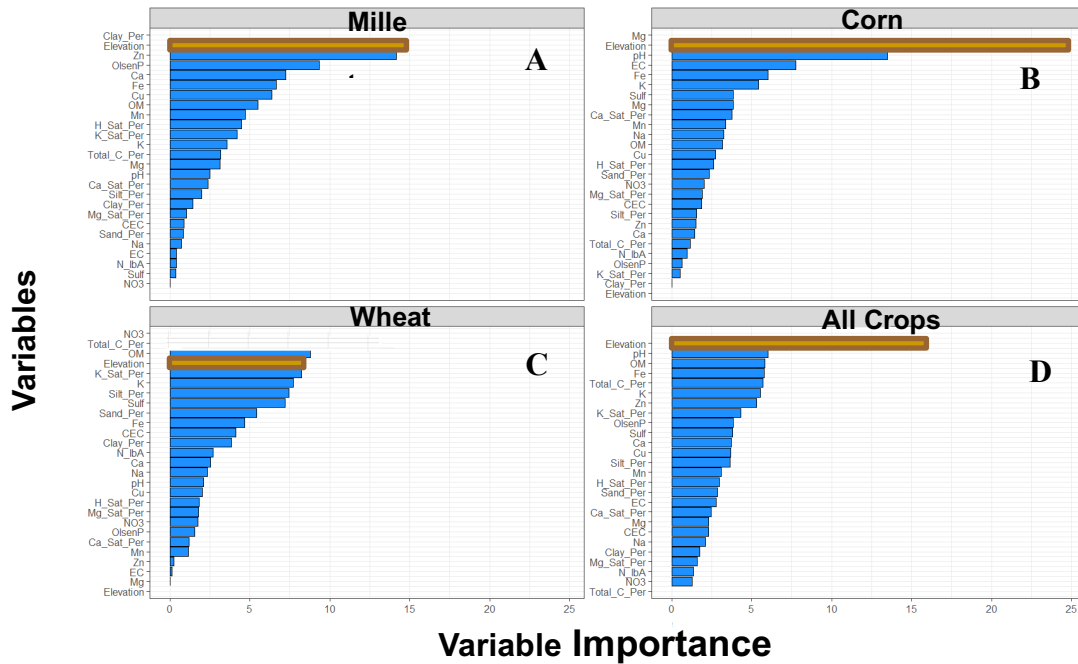 Mille
Clay_Per
Elevation
Zn
OlsenP
Ca
Fe
Cu
OM
Mn
H_Sat_Per
K_Sat_Per
K
Total_C_Per
Mg
pH
Ca_Sat_Per
Silt_Per
Clay_Per
Mg_Sat_Per
CEC
Sand_Per
Na
EC
N_lbA
Sulf
NO3
A
Corn
Mg
Elevation
pH
EC
Fe
K
Sulf
Mg
Ca_Sat_Per
Mn
Na
OM
Cu
H_Sat_Per
Sand_Per
NO3
Mg_Sat_Per
CEC
Silt_Per
Zn
Ca
Total_C_Per
N_lbA
OlsenP
K_Sat_Per
Clay_Per
Elevation
B
Wheat
NO3
Total_C_Per
OM
Elevation
K_Sat_Per
K
Silt_Per
Sulf
Sand_Per
Fe
CEC
Clay_Per
N_lbA
Ca
Na
pH
Cu
H_Sat_Per
Mg_Sat_Per
NO3
OlsenP
Ca_Sat_Per
Mn
Zn
EC
Mg
Elevation
C
0 5 10 15 20 25
All Crops
Elevation
pH
OM
Fe
Total_C_Per
K
Zn
K_Sat_Per
OlsenP
Sulf
Ca
Cu
Silt_Per
Mn
H_Sat_Per
Sand_Per
EC
Ca_Sat_Per
Mg
CEC
Na
Clay_Per
Mg_Sat_Per
N_lbA
NO3
Total_C_Per
D
0 5 10 15 20 25
Variables
Variable Importance